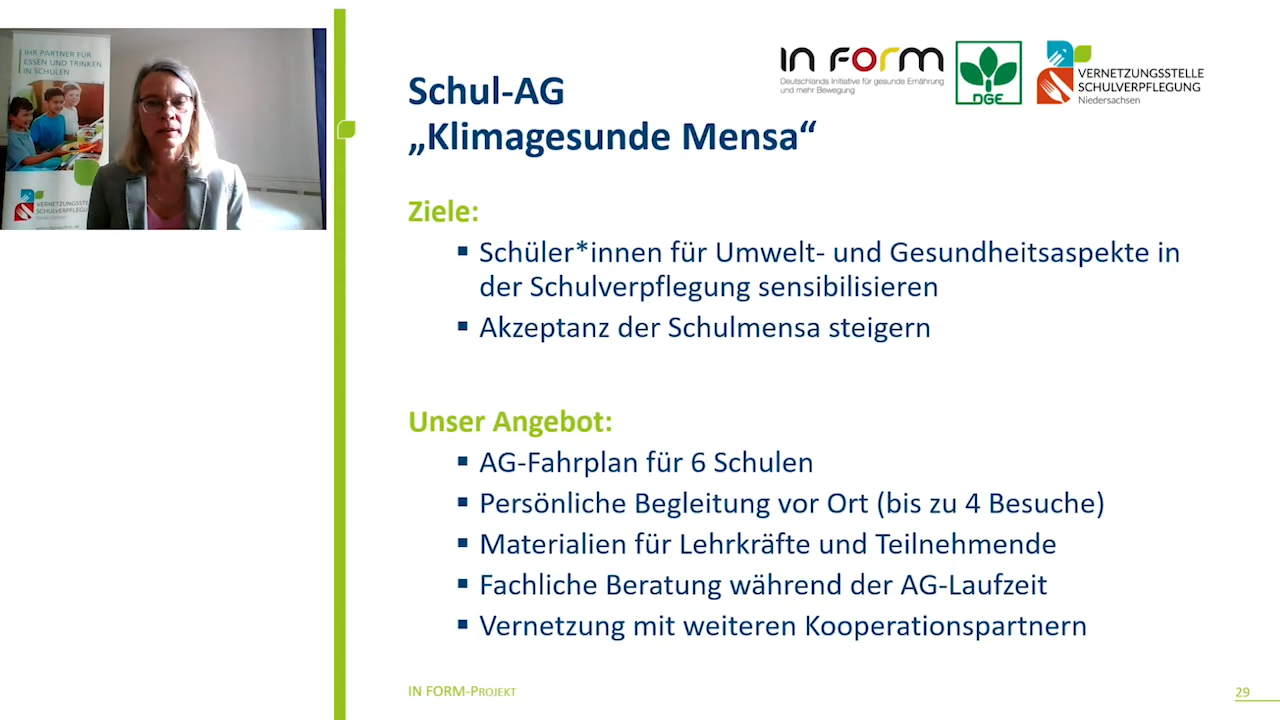 IHR PARTNER FÜR
ESSEN UND TRINKEN
IN SCHULEN
VERNETZUNGSSTELLE
SCHULVERPFLEGUNG
IN FORM
Deutschlands Initiative für gesunde Ernährung
und mehr Bewegung
DGE
VERNETZUNGSSTELLE
SCHULVERPFLEGUNG
Niedersachsen
Schul-AG
„Klimagesunde Mensa“
Ziele:
▪ Schüler*innen für Umwelt- und Gesundheitsaspekte in
der Schulverpflegung sensibilisieren
▪ Akzeptanz der Schulmensa steigern
Unser Angebot:
▪ AG-Fahrplan für 6 Schulen
▪ Persönliche Begleitung vor Ort (bis zu 4 Besuche)
▪ Materialien für Lehrkräfte und Teilnehmende
▪ Fachliche Beratung während der AG-Laufzeit
▪ Vernetzung mit weiteren Kooperationspartnern
IN FORM-PROJEKT
29